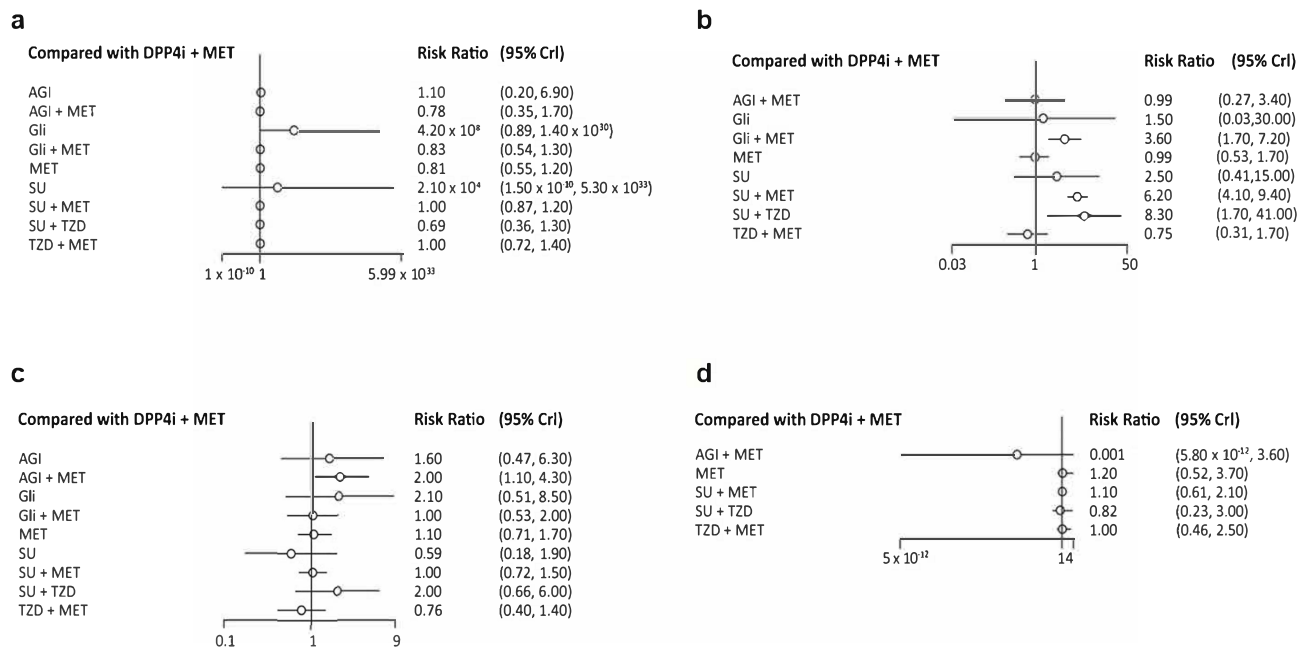 a
Compared with DPP4i + MET Risk Ratio (95% Crl)
AGI 1.10 (0.20, 6.90)
AGI + MET 0.78 (0.35, 1.70)
Gli 4.20 x 10⁸ (0.89, 1.40 x 10³⁰)
Gli + MET 0.83 (0.54, 1.30)
MET 0.81 (0.55, 1.20)
SU 2.10 x 10⁴ (1.50 x 10⁻¹⁰, 5.30 x 10³³)
SU + MET 1.00 (0.87, 1.20)
SU + TZD 0.69 (0.36, 1.30)
TZD + MET 1.00 (0.72, 1.40)
1 x 10⁻¹⁰ 1 5.99 x 10³³
b
Compared with DPP4i + MET Risk Ratio (95% Crl)
AGI + MET 0.99 (0.27, 3.40)
Gli 1.50 (0.03,30.00)
Gli + MET 3.60 (1.70, 7.20)
MET 0.99 (0.53, 1.70)
SU 2.50 (0.41,15.00)
SU + MET 6.20 (4.10, 9.40)
SU + TZD 8.30 (1.70, 41.00)
TZD + MET 0.75 (0.31, 1.70)
0.03 1 50
c
Compared with DPP4i + MET Risk Ratio (95% Crl)
AGI 1.60 (0.47, 6.30)
AGI + MET 2.00 (1.10, 4.30)
Gli 2.10 (0.51, 8.50)
Gli + MET 1.00 (0.53, 2.00)
MET 1.10 (0.71, 1.70)
SU 0.59 (0.18, 1.90)
SU + MET 1.00 (0.72, 1.50)
SU + TZD 2.00 (0.66, 6.00)
TZD + MET 0.76 (0.40, 1.40)
0.1 1 9
d
Compared with DPP4i + MET Risk Ratio (95% Crl)
AGI + MET 0.001 (5.80 x 10⁻¹², 3.60)
MET 1.20 (0.52, 3.70)
SU + MET 1.10 (0.61, 2.10)
SU + TZD 0.82 (0.23, 3.00)
TZD + MET 1.00 (0.46, 2.50)
5 x 10⁻¹² 14